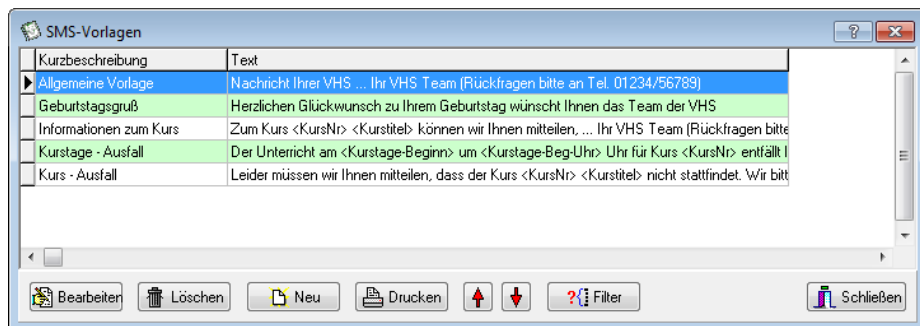 SMS-Vorlagen
Kurzbeschreibung Text
Allgemeine Vorlage Nachricht Ihrer VHS ... Ihr VHS Team (Rückfragen bitte an Tel. 01234/56789)
Geburtstagsgruß Herzlichen Glückwunsch zu Ihrem Geburtstag wünscht Ihnen das Team der VHS
Informationen zum Kurs Zum Kurs <KursNr> <Kurstitel> können wir Ihnen mitteilen, ... Ihr VHS Team (Rückfragen bitte
Kurstage - Ausfall Der Unterricht am <Kurstage-Beginn> um <Kurstage-Beg-Uhr> Uhr für Kurs <KursNr> entfällt
Kurs - Ausfall Leider müssen wir Ihnen mitteilen, dass der Kurs <KursNr> <Kurstitel> nicht stattfindet. Wir bitt
Bearbeiten Löschen Neu Drucken ?{ Filter Schließen